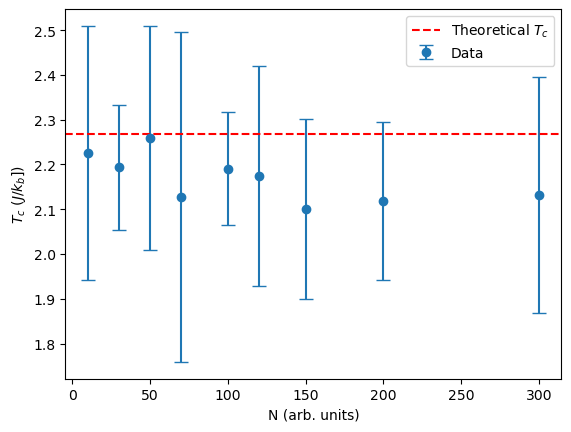 2.5
2.4
2.3
2.2
2.1
2.0
1.9
1.8
T_c (J/k_b])
Theoretical T_c
Data
0 50 100 150 200 250 300
N (arb. units)